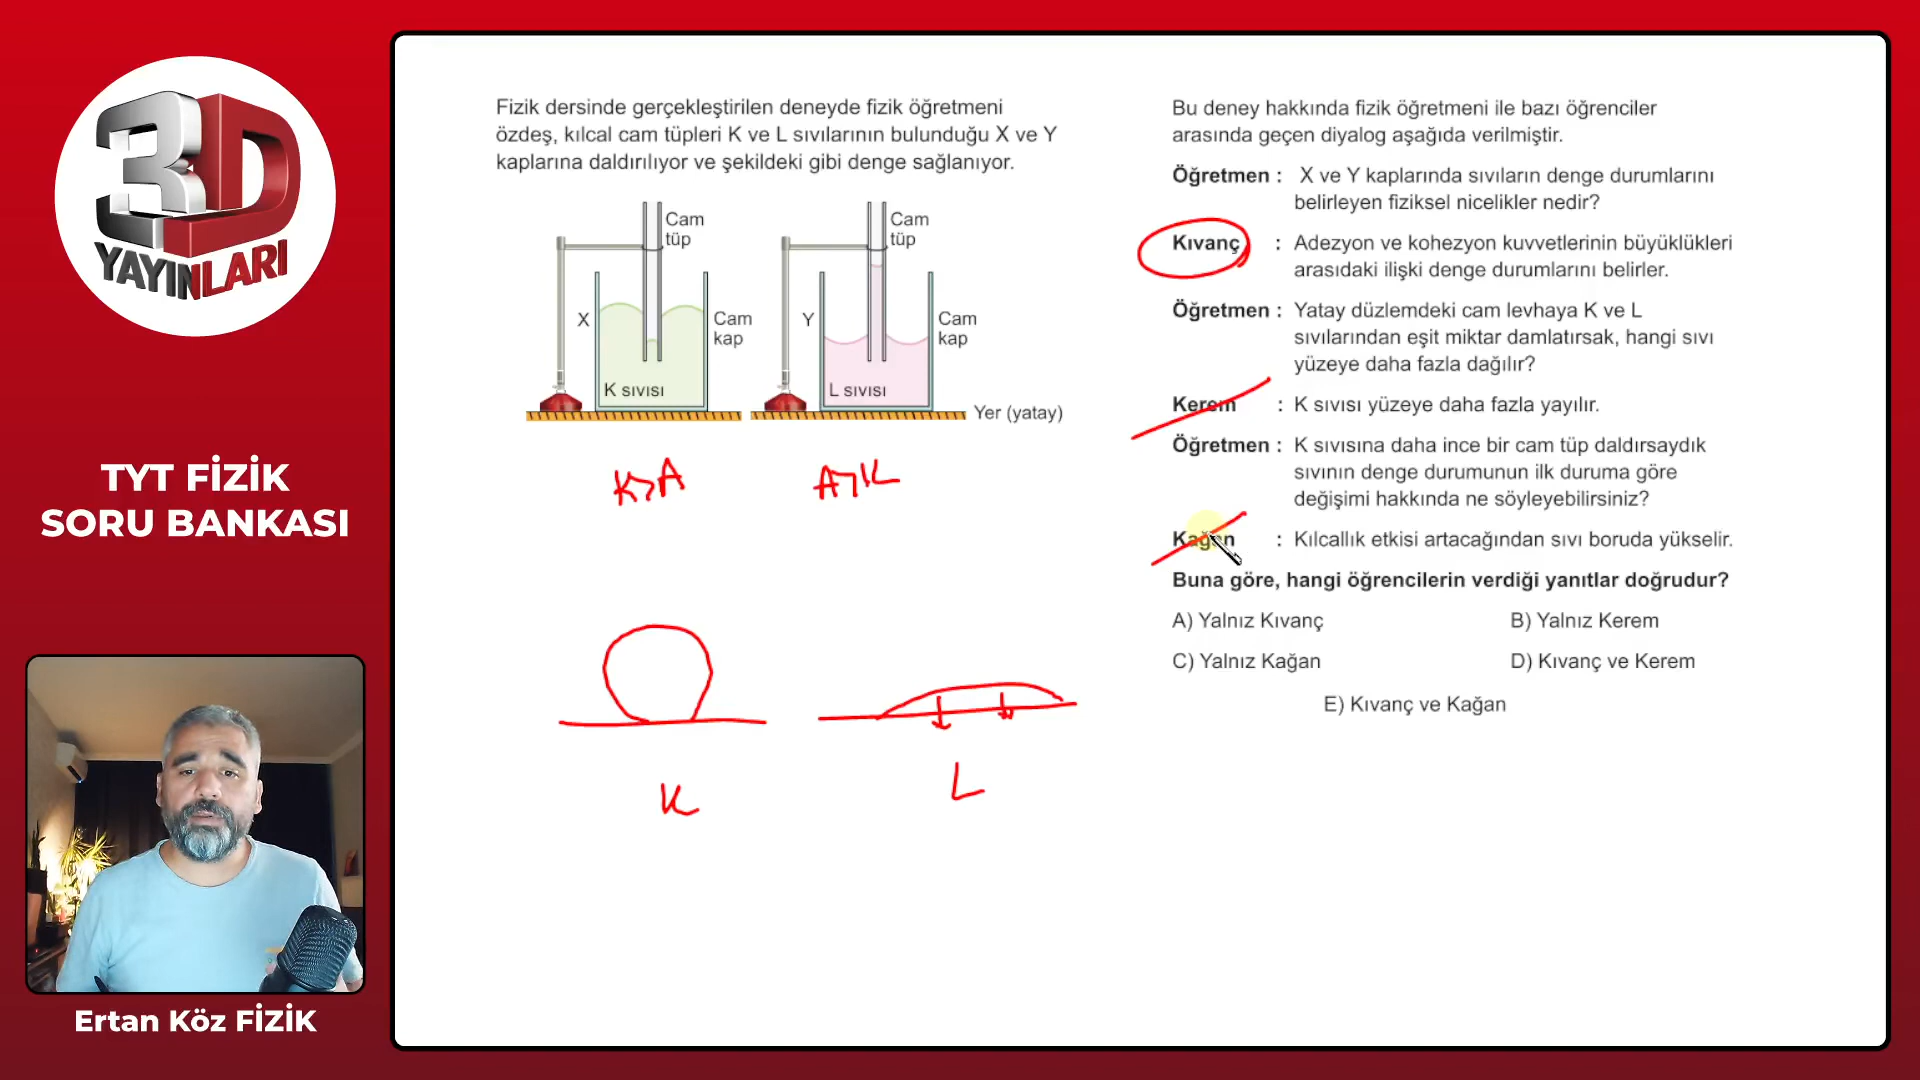 3D
YAYINLARI
TYT FİZİK
SORU BANKASI
Ertan Köz FİZİK
Fizik dersinde gerçekleştirilen deneyde fizik öğretmeni
özdeş, kılcal cam tüpleri K ve L sıvılarının bulunduğu X ve Y
kaplarına daldırılıyor ve şekildeki gibi denge sağlanıyor.
Cam
tüp
X
Cam
kap
K sıvısı
Cam
tüp
Y
Cam
kap
L sıvısı
Yer (yatay)
K>A
A>K
K
L
Bu deney hakkında fizik öğretmeni ile bazı öğrenciler
arasında geçen diyalog aşağıda verilmiştir.
Öğretmen : X ve Y kaplarında sıvıların denge durumlarını
belirleyen fiziksel nicelikler nedir?
Kıvanç : Adezyon ve kohezyon kuvvetlerinin büyüklükleri
arasıdaki ilişki denge durumlarını belirler.
Öğretmen : Yatay düzlemdeki cam levhaya K ve L
sıvılarından eşit miktar damlatırsak, hangi sıvı
yüzeye daha fazla dağılır?
Kerem : K sıvısı yüzeye daha fazla yayılır.
Öğretmen : K sıvısına daha ince bir cam tüp daldırsaydık
sıvının denge durumunun ilk duruma göre
değişimi hakkında ne söyleyebilirsiniz?
Kağan : Kılcallık etkisi artacağından sıvı boruda yükselir.
Buna göre, hangi öğrencilerin verdiği yanıtlar doğrudur?
A) Yalnız Kıvanç
B) Yalnız Kerem
C) Yalnız Kağan
D) Kıvanç ve Kerem
E) Kıvanç ve Kağan